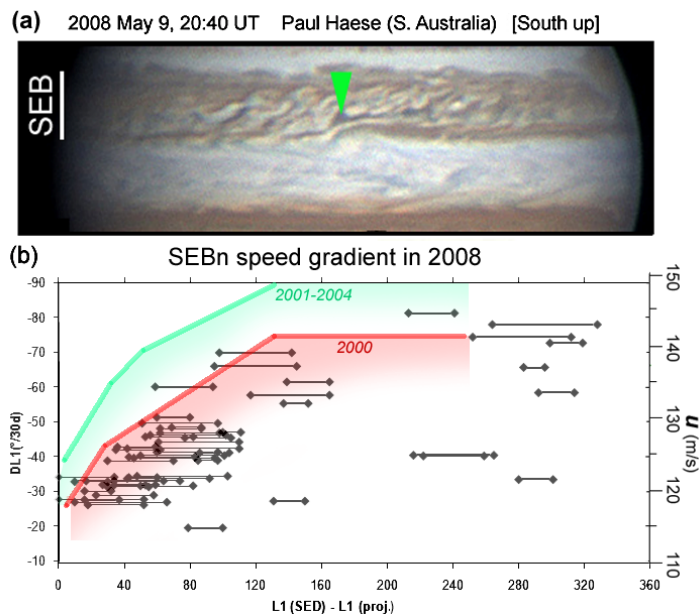 (a) 2008 May 9, 20:40 UT Paul Haese (S. Australia) [South up]
SEB
(b) SEBn speed gradient in 2008
-90
-80
-70
-60
-50
-40
-30
-20
-10
DL1(°/30d)
2001-2004
2000
150
140
130
120
110
u (m/s)
0 40 80 120 160 200 240 280 320 360
L1 (SED) - L1 (proj.)